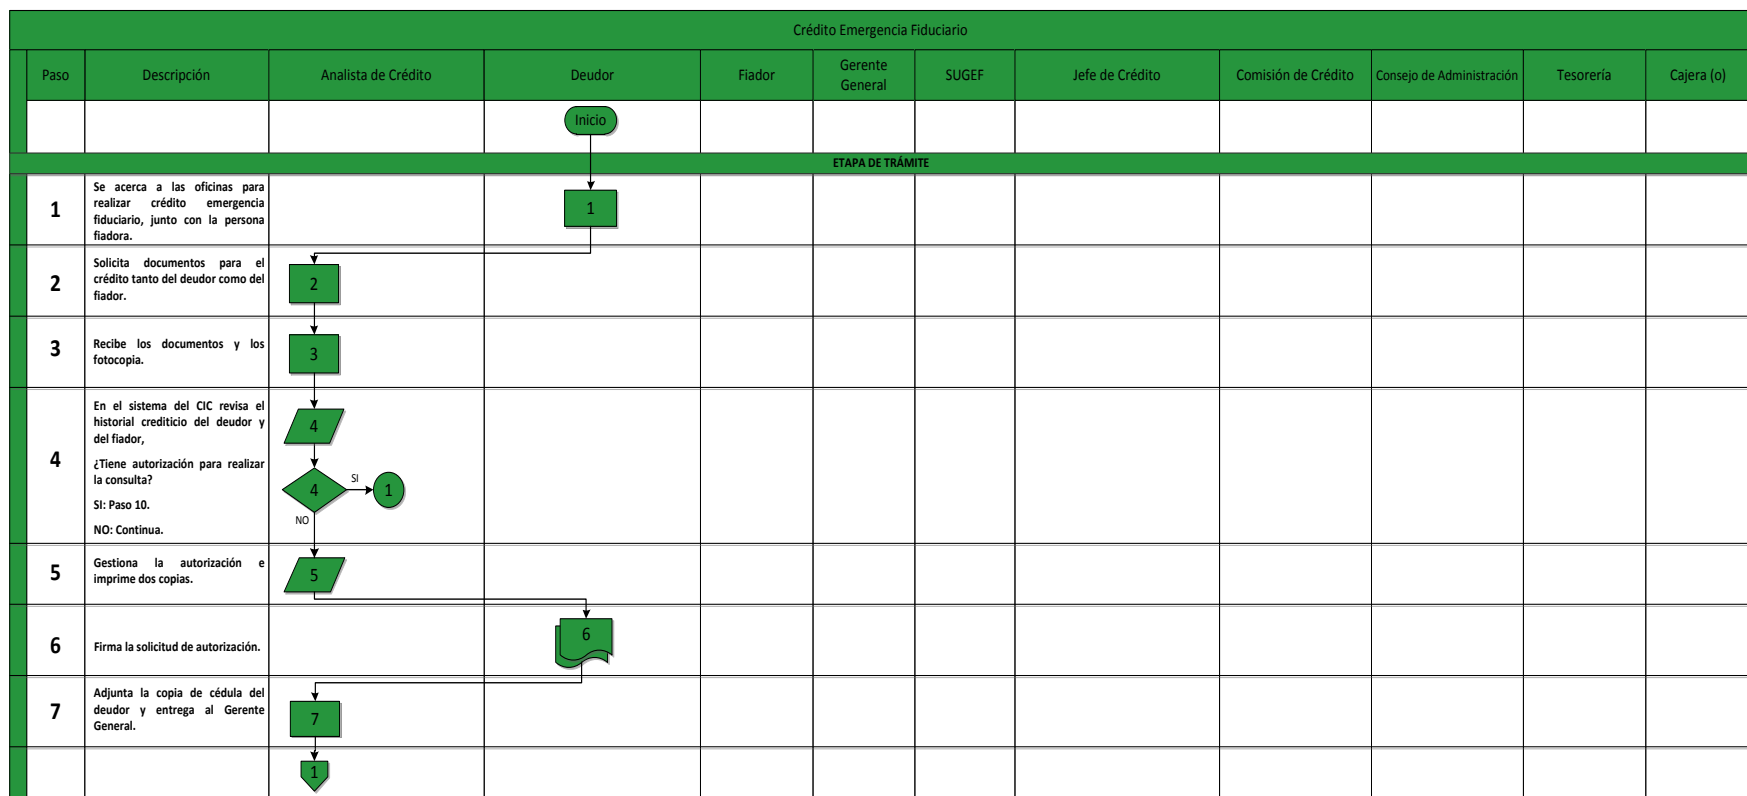 Crédito Emergencia Fiduciario
Paso
Descripción
Analista de Crédito
Deudor
Fiador
Gerente
General
SUGEF
Jefe de Crédito
Comisión de Crédito
Consejo de Administración
Tesorería
Cajera (o)
Inicio
ETAPA DE TRÁMITE
1
Se acerca a las oficinas para
realizar crédito emergencia
fiduciario, junto con la persona
fiadora.
1
2
Solicita documentos para el
crédito tanto del deudor como del
fiador.
2
3
Recibe los documentos y los
fotocopia.
3
4
En el sistema del CIC revisa el
historial crediticio del deudor y
del fiador,
¿Tiene autorización para realizar
la consulta?
SI: Paso 10.
NO: Continua.
4
4
SI
1
NO
5
Gestiona la autorización e
imprime dos copias.
5
6
Firma la solicitud de autorización.
6
7
Adjunta la copia de cédula del
deudor y entrega al Gerente
General.
7
1